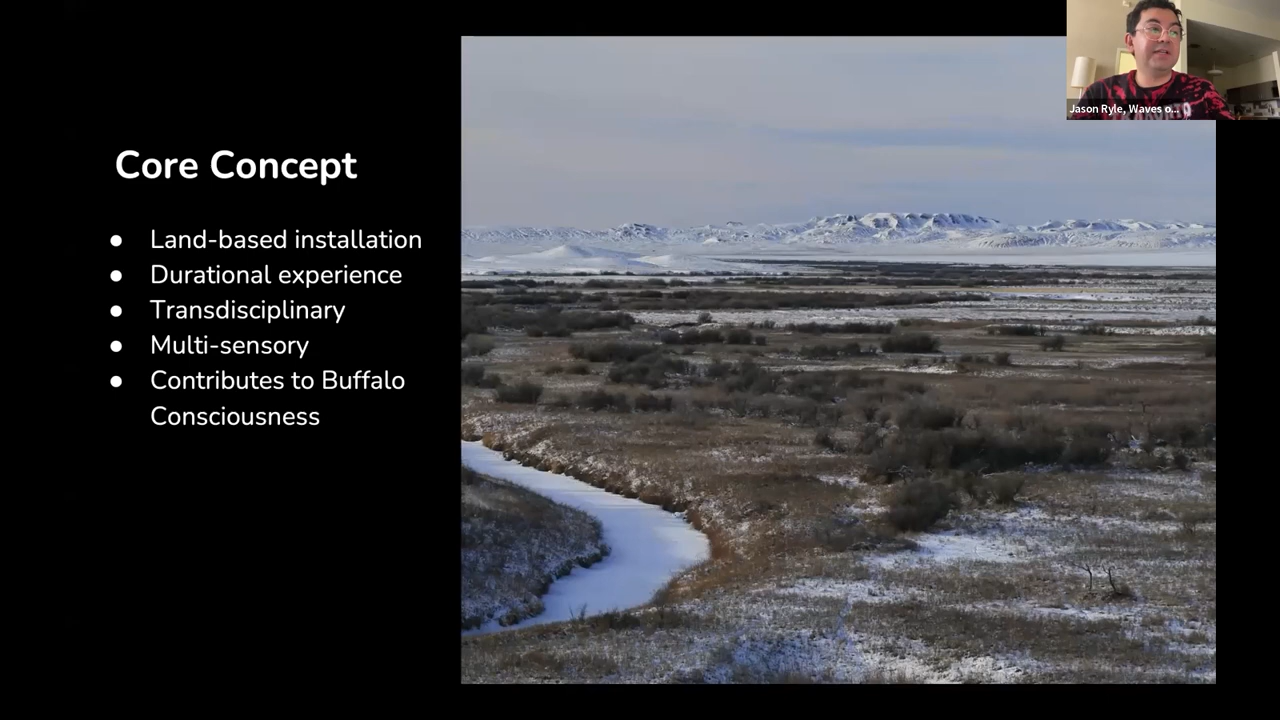 Jason Ryle, Waves o...
Core Concept
● Land-based installation
● Durational experience
● Transdisciplinary
● Multi-sensory
● Contributes to Buffalo
Consciousness